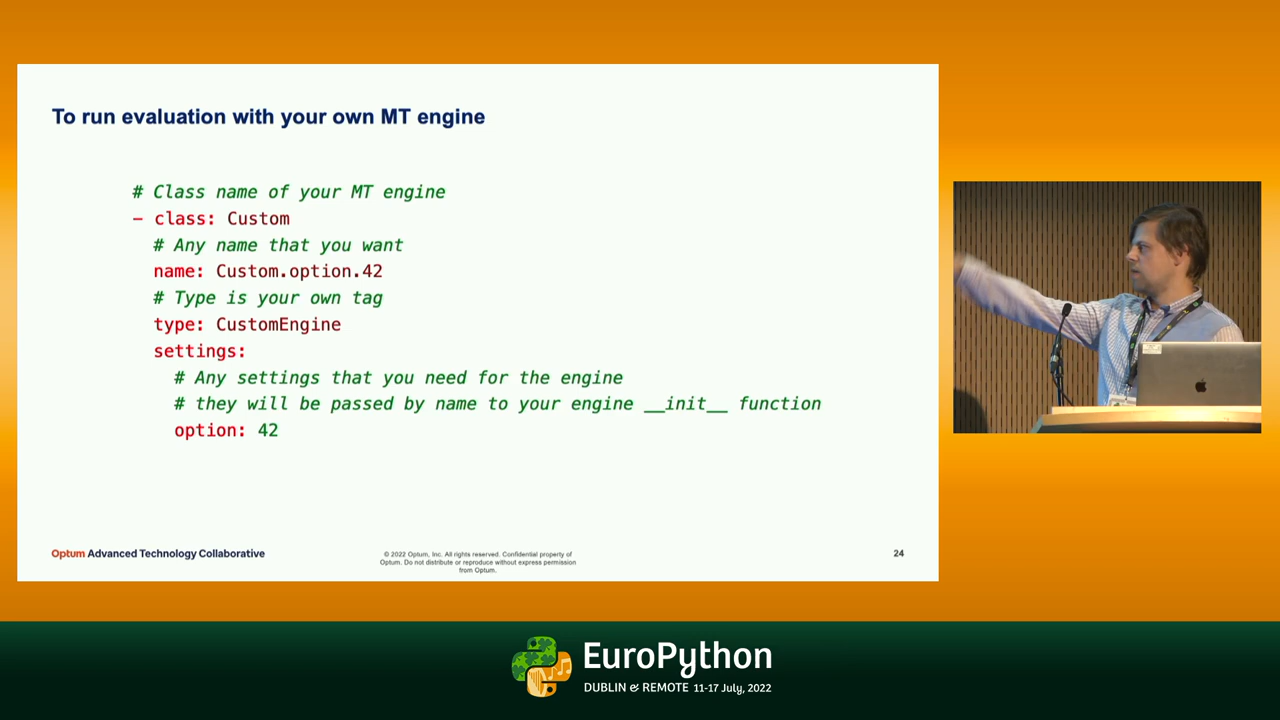 To run evaluation with your own MT engine
# Class name of your MT engine
– class: Custom
# Any name that you want
name: Custom.option.42
# Type is your own tag
type: CustomEngine
settings:
# Any settings that you need for the engine
# they will be passed by name to your engine __init__ function
option: 42
Optum Advanced Technology Collaborative
© 2022 Optum, Inc. All rights reserved. Confidential property of
Optum. Do not distribute or reproduce without express permission
from Optum.
24
EuroPython
DUBLIN & REMOTE 11-17 July, 2022